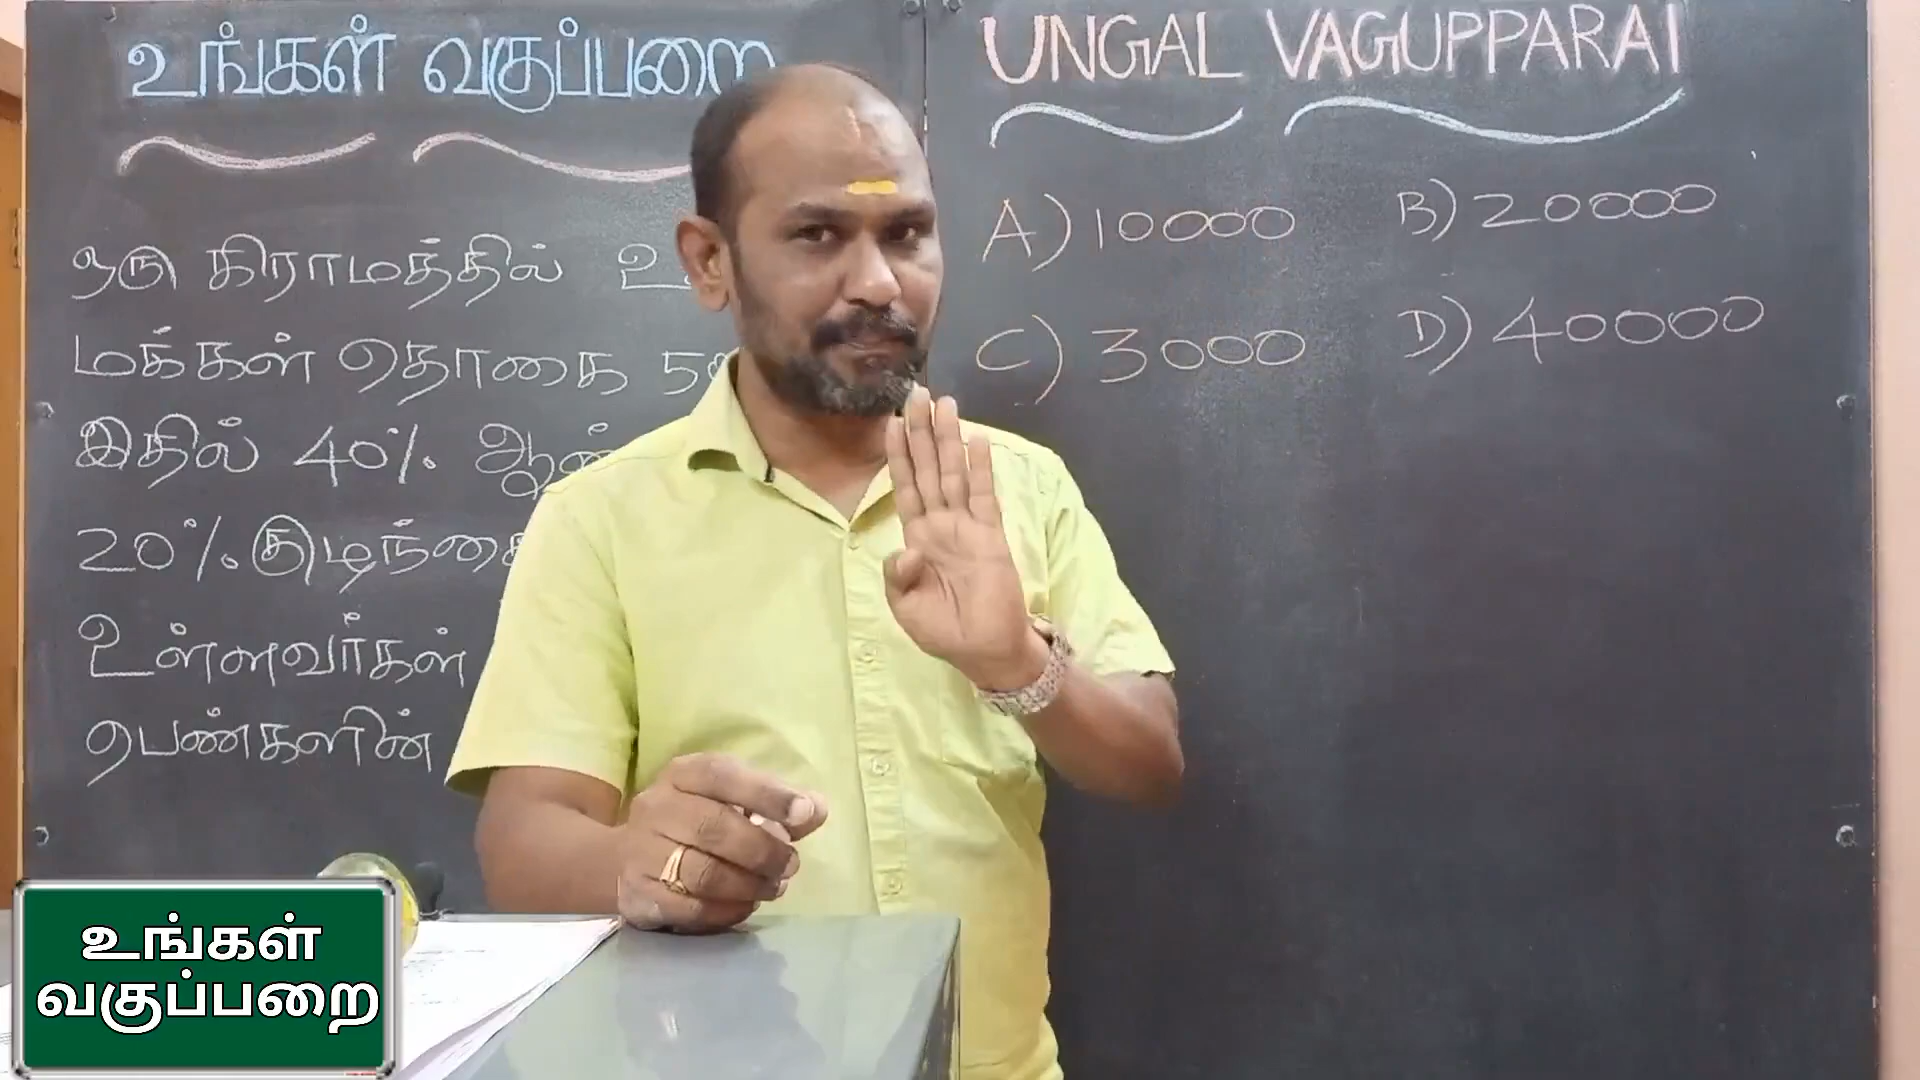 உங்கள் வகுப்பறை
UNGAL VAGUPPARAI
ஒரு கிராமத்தில்
மக்கள் தொகை
இதில் 40%
20% குழந்தை
உள்ளவர்கள்
பெண்களின்
A) 10000 B) 20000
C) 3000 D) 40000
உங்கள்
வகுப்பறை